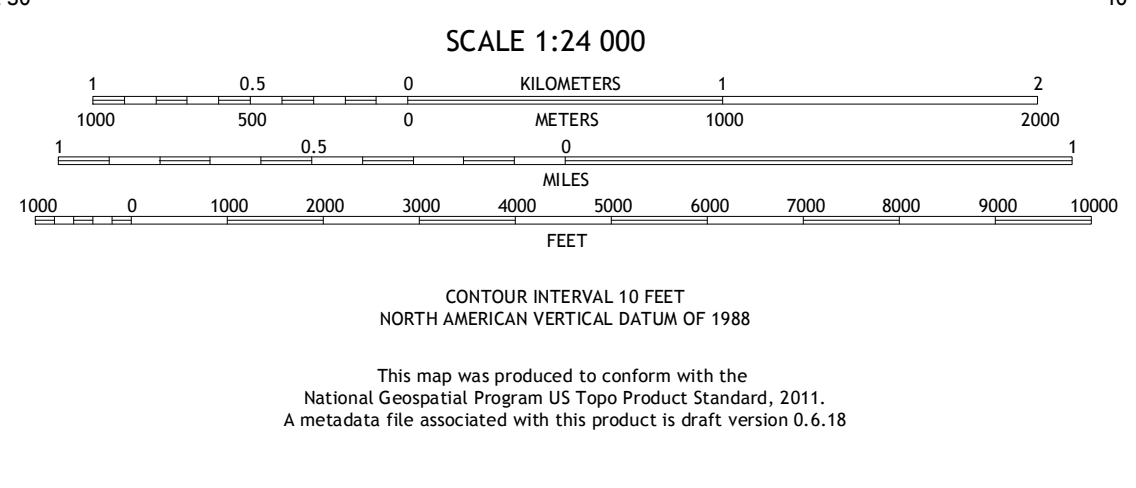 SCALE 1:24 000
1 0.5 0 KILOMETERS 1 2
1000 500 0 METERS 1000 2000
1 0.5 0 1
MILES
1000 0 1000 2000 3000 4000 5000 6000 7000 8000 9000 10000
FEET
CONTOUR INTERVAL 10 FEET
NORTH AMERICAN VERTICAL DATUM OF 1988
This map was produced to conform with the
National Geospatial Program US Topo Product Standard, 2011.
A metadata file associated with this product is draft version 0.6.18